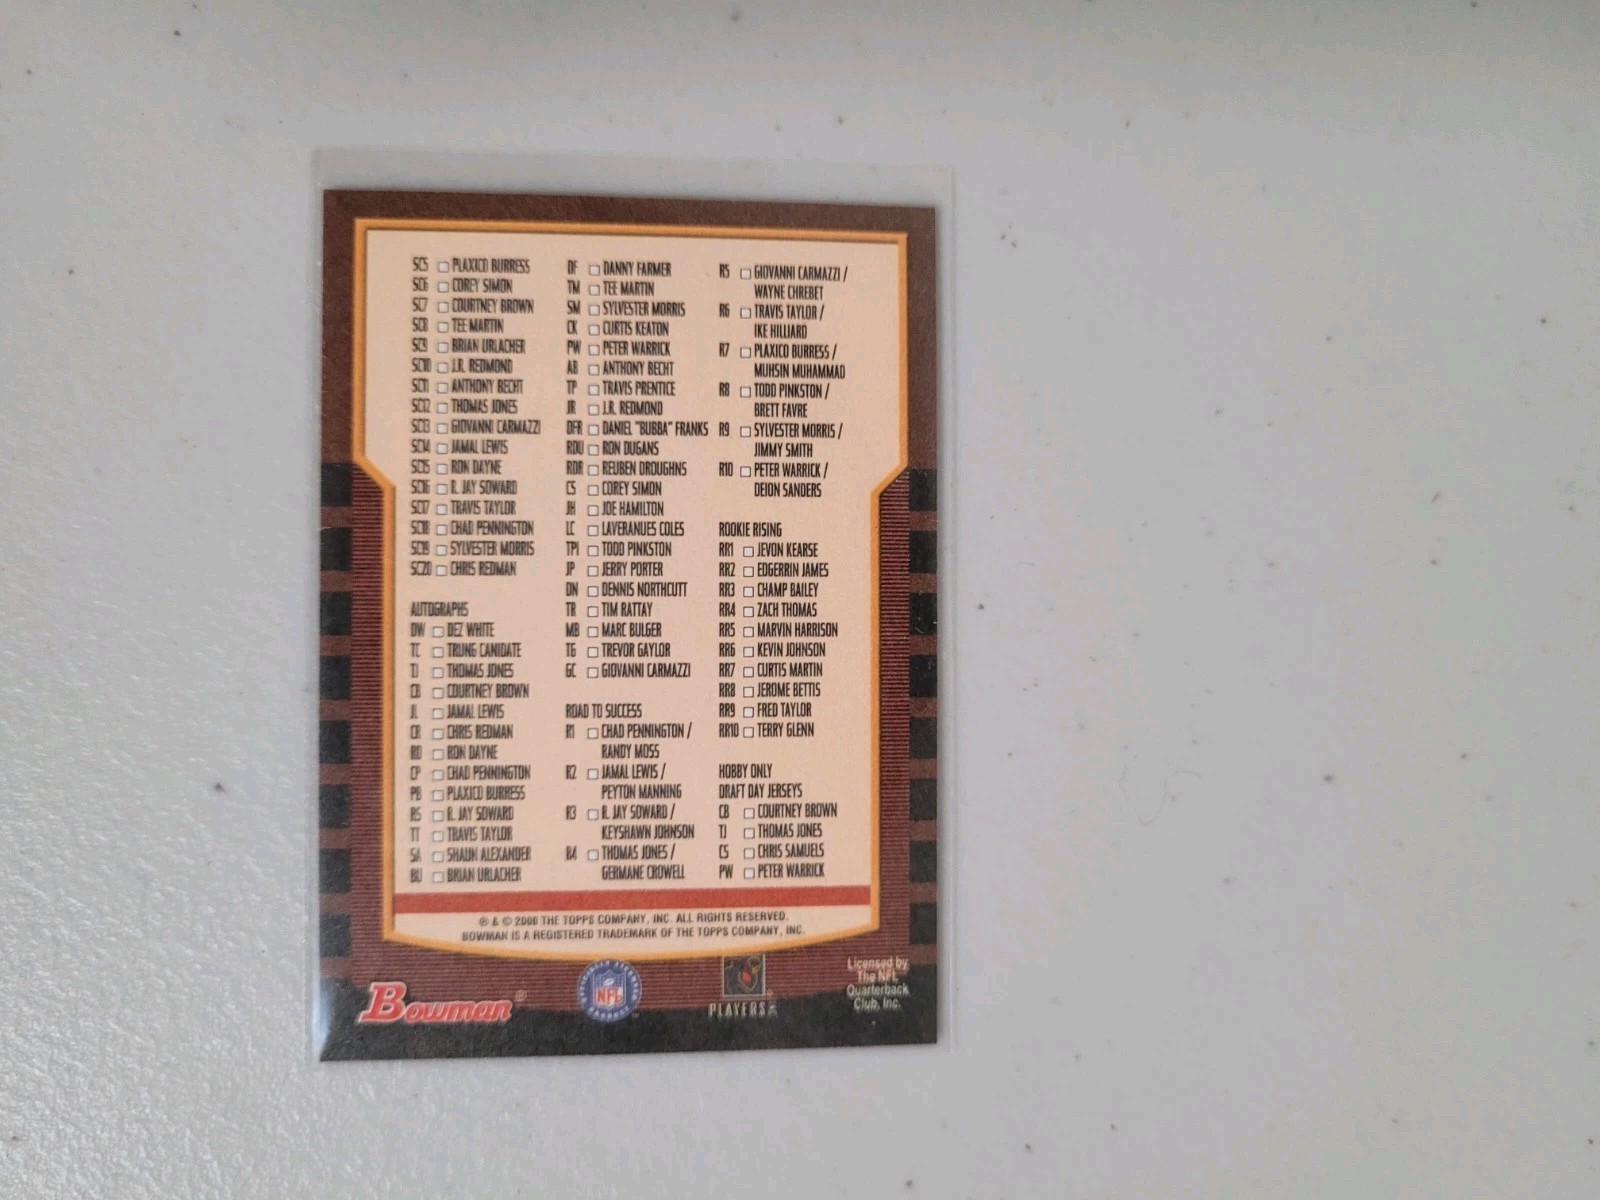 SC5 PLAXICO BURRESS
SC6 COREY SIMON
SC7 COURTNEY BROWN
SC8 TEE MARTIN
SC9 BRIAN URLACHER
SC10 J.R. REDMOND
SC11 ANTHONY BECHT
SC12 THOMAS JONES
SC13 GIOVANNI CARMAZZI
SC14 JAMAL LEWIS
SC15 RON DAYNE
SC16 R. JAY SOWARD
SC17 TRAVIS TAYLOR
SC18 CHAD PENNINGTON
SC19 SYLVESTER MORRIS
SC20 CHRIS REDMAN
AUTOGRAPHS
DW DEZ WHITE
TC TRUNG CANIDATE
TJ THOMAS JONES
CB COURTNEY BROWN
JL JAMAL LEWIS
CR CHRIS REDMAN
RD RON DAYNE
CP CHAD PENNINGTON
PB PLAXICO BURRESS
RS R. JAY SOWARD
TT TRAVIS TAYLOR
SA SHAUN ALEXANDER
BU BRIAN URLACHER
DF DANNY FARMER
TM TEE MARTIN
SM SYLVESTER MORRIS
CK CURTIS KEATON
PW PETER WARRICK
AB ANTHONY BECHT
TP TRAVIS PRENTICE
JR J.R. REDMOND
DFR DANIEL "BUBBA" FRANKS
RDU RON DUGANS
RDR REUBEN DROUGHNS
CS COREY SIMON
JH JOE HAMILTON
LC LAVERANUES COLES
TPI TODD PINKSTON
JP JERRY PORTER
DN DENNIS NORTHCUTT
TR TIM RATTAY
MB MARC BULGER
TG TREVOR GAYLOR
GC GIOVANNI CARMAZZI
ROAD TO SUCCESS
R1 CHAD PENNINGTON /
RANDY MOSS
R2 JAMAL LEWIS /
PEYTON MANNING
R3 R. JAY SOWARD /
KEYSHAWN JOHNSON
R4 THOMAS JONES /
GERMANE CROWELL
R5 GIOVANNI CARMAZZI /
WAYNE CHREBET
R6 TRAVIS TAYLOR /
IKE HILLIARD
R7 PLAXICO BURRESS /
MUHSIN MUHAMMAD
R8 TODD PINKSTON /
BRETT FAVRE
R9 SYLVESTER MORRIS /
JIMMY SMITH
R10 PETER WARRICK /
DEION SANDERS
ROOKIE RISING
RR1 JEVON KEARSE
RR2 EDGERRIN JAMES
RR3 CHAMP BAILEY
RR4 ZACH THOMAS
RR5 MARVIN HARRISON
RR6 KEVIN JOHNSON
RR7 CURTIS MARTIN
RR8 JEROME BETTIS
RR9 FRED TAYLOR
RR10 TERRY GLENN
HOBBY ONLY
DRAFT DAY JERSEYS
CB COURTNEY BROWN
TJ THOMAS JONES
CS CHRIS SAMUELS
PW PETER WARRICK
® & © 2000 THE TOPPS COMPANY, INC. ALL RIGHTS RESERVED.
BOWMAN IS A REGISTERED TRADEMARK OF THE TOPPS COMPANY, INC.
Bowman®
OFFICIALLY LICENSED
NFL
PRODUCT
PLAYERS
Licensed by
The NFL
Quarterback
Club, Inc.